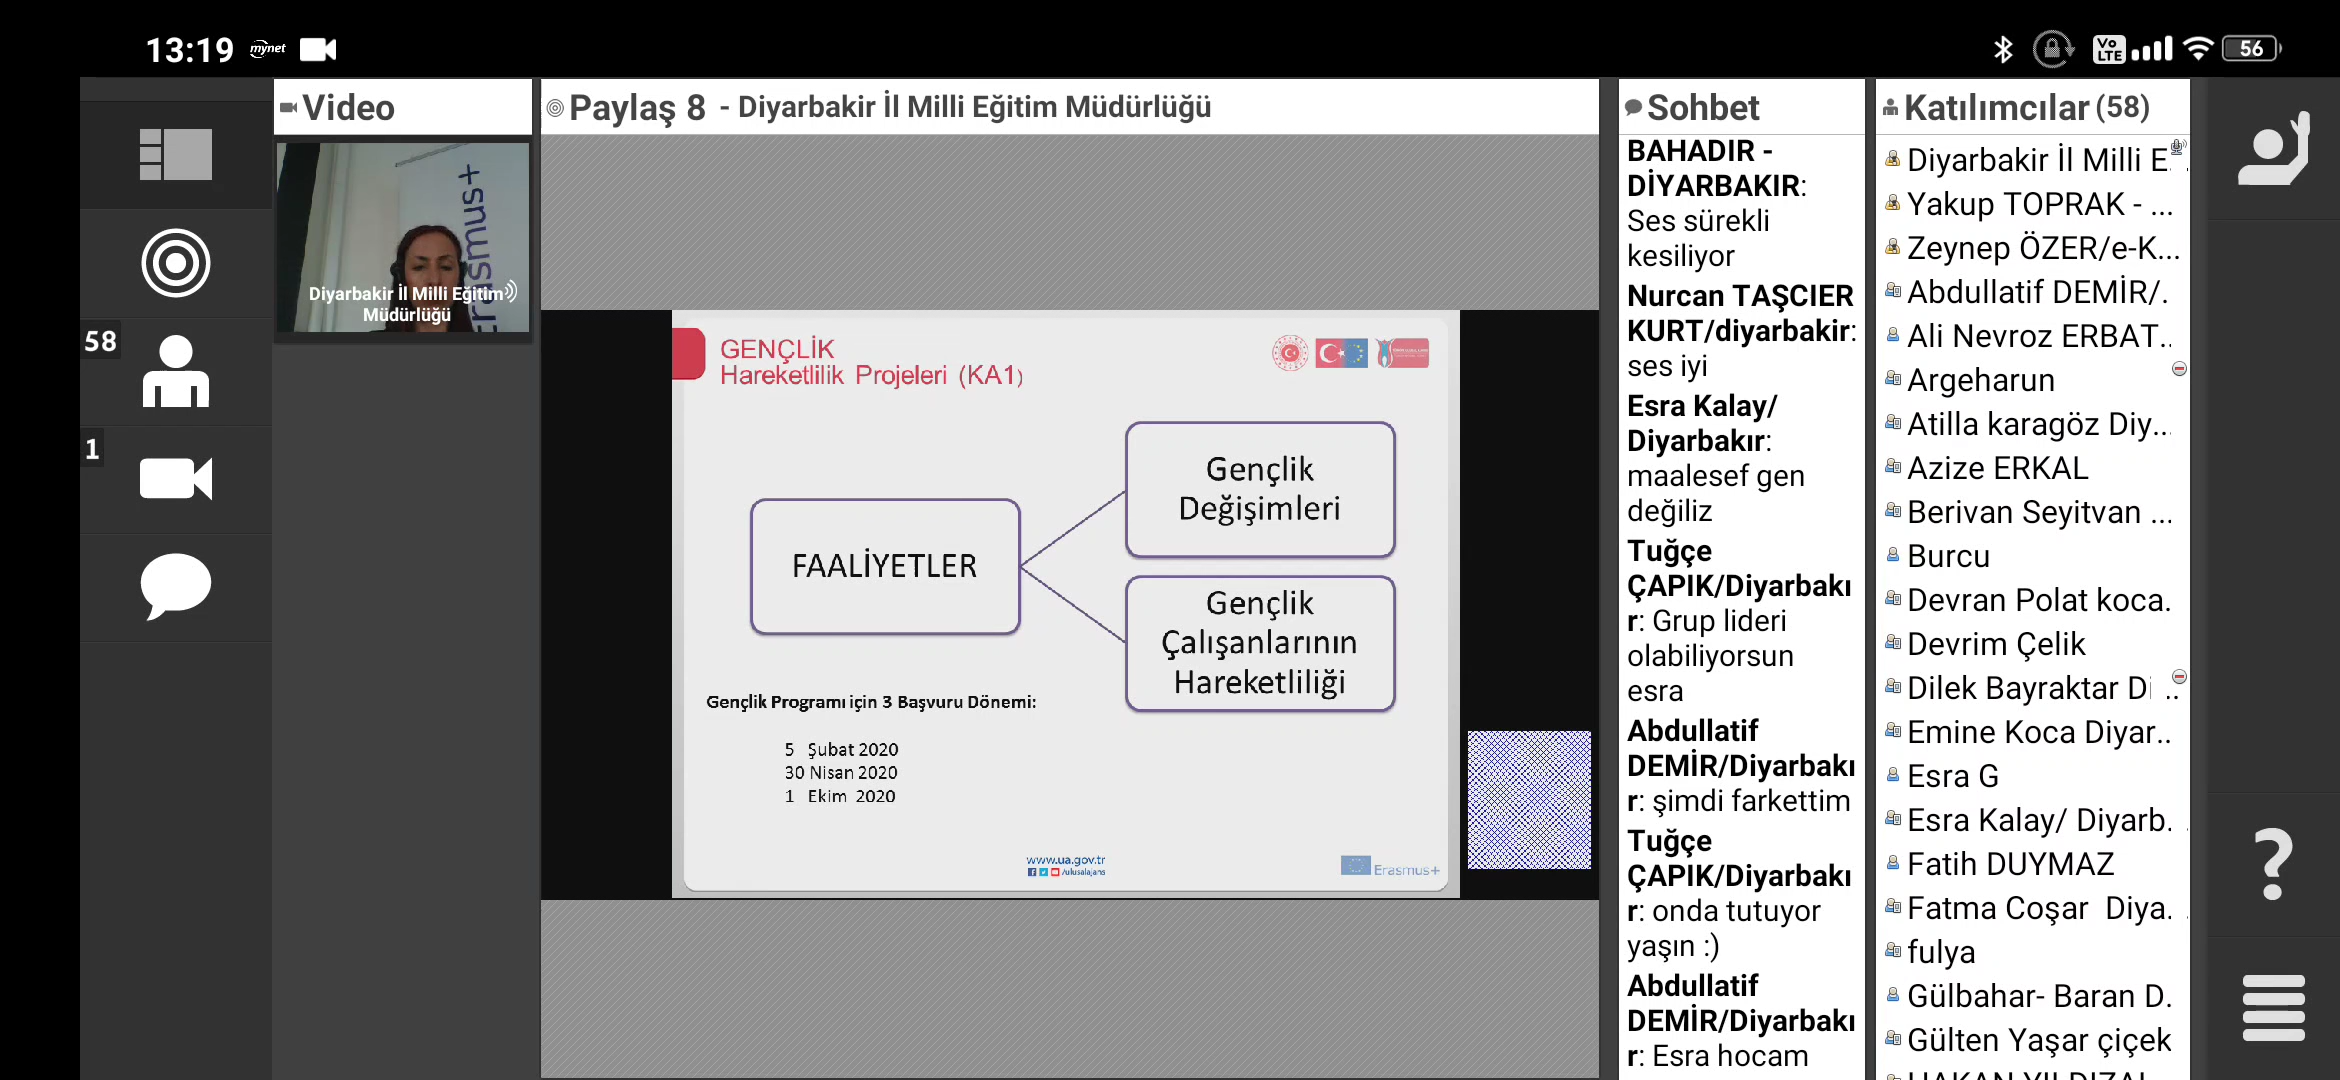 13:19 mynet
Vo LTE
56
Video
Erasmus+
Diyarbakir İl Milli Eğitim
Müdürlüğü
58
1
Paylaş 8 - Diyarbakir İl Milli Eğitim Müdürlüğü
GENÇLİK
Hareketlilik Projeleri (KA1)
FAALİYETLER
Gençlik
Değişimleri
Gençlik
Çalışanlarının
Hareketliliği
Gençlik Programı için 3 Başvuru Dönemi:
5 Şubat 2020
30 Nisan 2020
1 Ekim 2020
www.ua.gov.tr
/ulusalajans
Erasmus+
Sohbet
BAHADIR -
DİYARBAKIR:
Ses sürekli
kesiliyor
Nurcan TAŞCIER
KURT/diyarbakir:
ses iyi
Esra Kalay/
Diyarbakır:
maalesef gen
değiliz
Tuğçe
ÇAPIK/Diyarbakı
r: Grup lideri
olabiliyorsun
esra
Abdullatif
DEMİR/Diyarbakı
r: şimdi farkettim
Tuğçe
ÇAPIK/Diyarbakı
r: onda tutuyor
yaşın :)
Abdullatif
DEMİR/Diyarbakı
r: Esra hocam
Katılımcılar (58)
Diyarbakir İl Milli E...
Yakup TOPRAK - ...
Zeynep ÖZER/e-K...
Abdullatif DEMİR/.
Ali Nevroz ERBAT..
Argeharun
Atilla karagöz Diy...
Azize ERKAL
Berivan Seyitvan ...
Burcu
Devran Polat koca.
Devrim Çelik
Dilek Bayraktar Di ..
Emine Koca Diyar..
Esra G
Esra Kalay/ Diyarb. .
Fatih DUYMAZ
Fatma Coşar Diya. .
fulya
Gülbahar- Baran D.
Gülten Yaşar çiçek